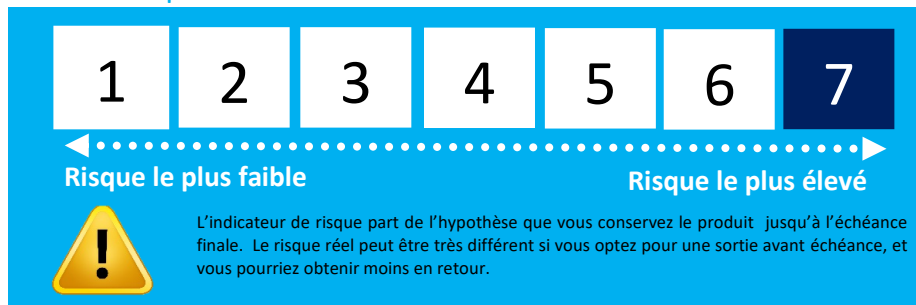 1 2 3 4 5 6 7
Risque le plus faible Risque le plus élevé
L'indicateur de risque part de l'hypothèse que vous conservez le produit jusqu'à l'échéance
finale. Le risque réel peut être très différent si vous optez pour une sortie avant échéance, et
vous pourriez obtenir moins en retour.